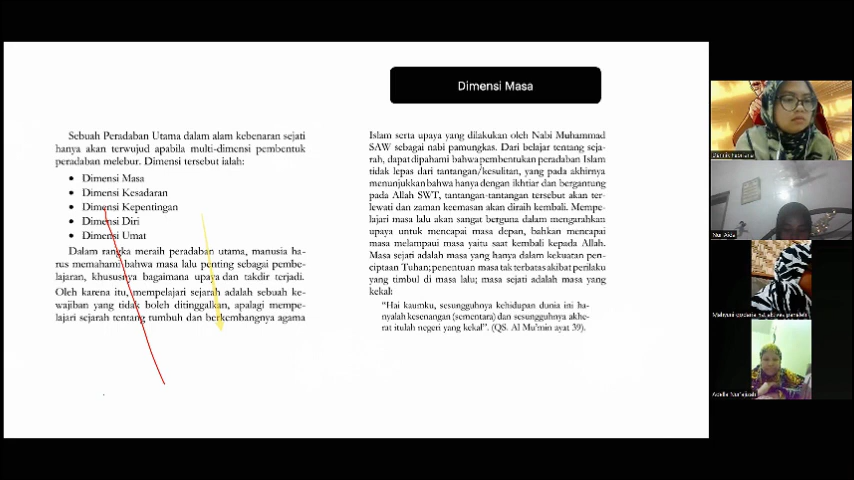 Dimensi Masa
Sebuah Peradaban Utama dalam alam kebenaran sejati
hanya akan terwujud apabila multi-dimensi pembentuk
peradaban melebur. Dimensi tersebut ialah:
• Dimensi Masa
• Dimensi Kesadaran
• Dimensi Kepentingan
• Dimensi Diri
• Dimensi Umat
Dalam rangka meraih peradaban utama, manusia ha-
rus memahami bahwa masa lalu penting sebagai pembe-
lajaran, khususnya bagaimana upaya dan takdir terjadi.
Oleh karena itu, mempelajari sejarah adalah sebuah ke-
wajiban yang tidak boleh ditinggalkan, apalagi mempe-
lajari sejarah tentang tumbuh dan berkembangnya agama
Islam serta upaya yang dilakukan oleh Nabi Muhammad
SAW sebagai nabi pamungkas. Dari belajar tentang seja-
rah, dapat dipahami bahwa pembentukan peradaban Islam
tidak lepas dari tantangan/kesulitan, yang pada akhirnya
menunjukkan bahwa hanya dengan ikhtiar dan bergantung
pada Allah SWT, tantangan-tantangan tersebut akan ter-
lewati dan zaman keemasan akan diraih kembali. Mempe-
lajari masa lalu akan sangat berguna dalam mengarahkan
upaya untuk mencapai masa depan, bahkan mencapai
masa melampaui masa yaitu saat kembali kepada Allah.
Masa sejati adalah masa yang hanya dalam kekuatan pen-
ciptaan Tuhan; penentuan masa tak terbatas akibat perilaku
yang timbul di masa lalu; masa sejati adalah masa yang
kekal:
"Hai kaumku, sesungguhnya kehidupan dunia ini ha-
nyalah kesenangan (sementara) dan sesungguhnya akhe-
rat itulah negeri yang kekal". (QS. Al Mu'min ayat 39).
Nur Aida